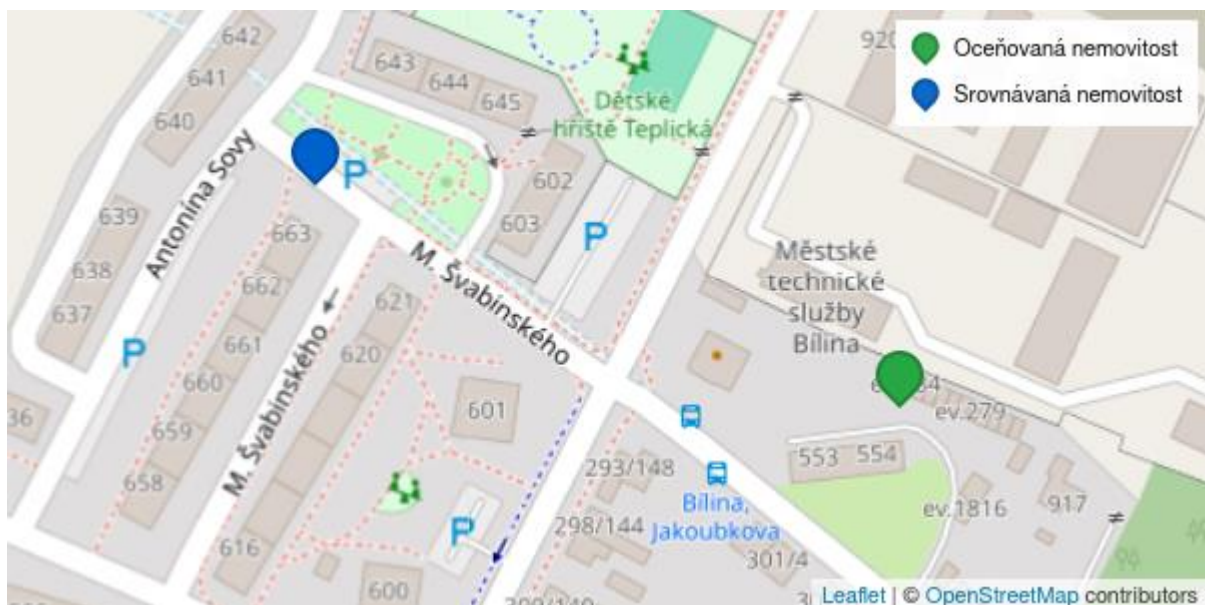 Oceňovaná nemovitost
Srovnávaná nemovitost
642
641
640
643
644
645
Dětské
hřiště Teplická
602
603
P
P
Antonína Sovy
639
638
637
P
663
662
661
660
659
658
M. Švabinského
M. Švabinského
621
620
616
601
P
600
Městské
technické
služby
Bílina
ev.279
553
554
293/148
298/144
Bílina,
Jakoubkova
301/4
ev.1816
917
Leaflet | © OpenStreetMap contributors